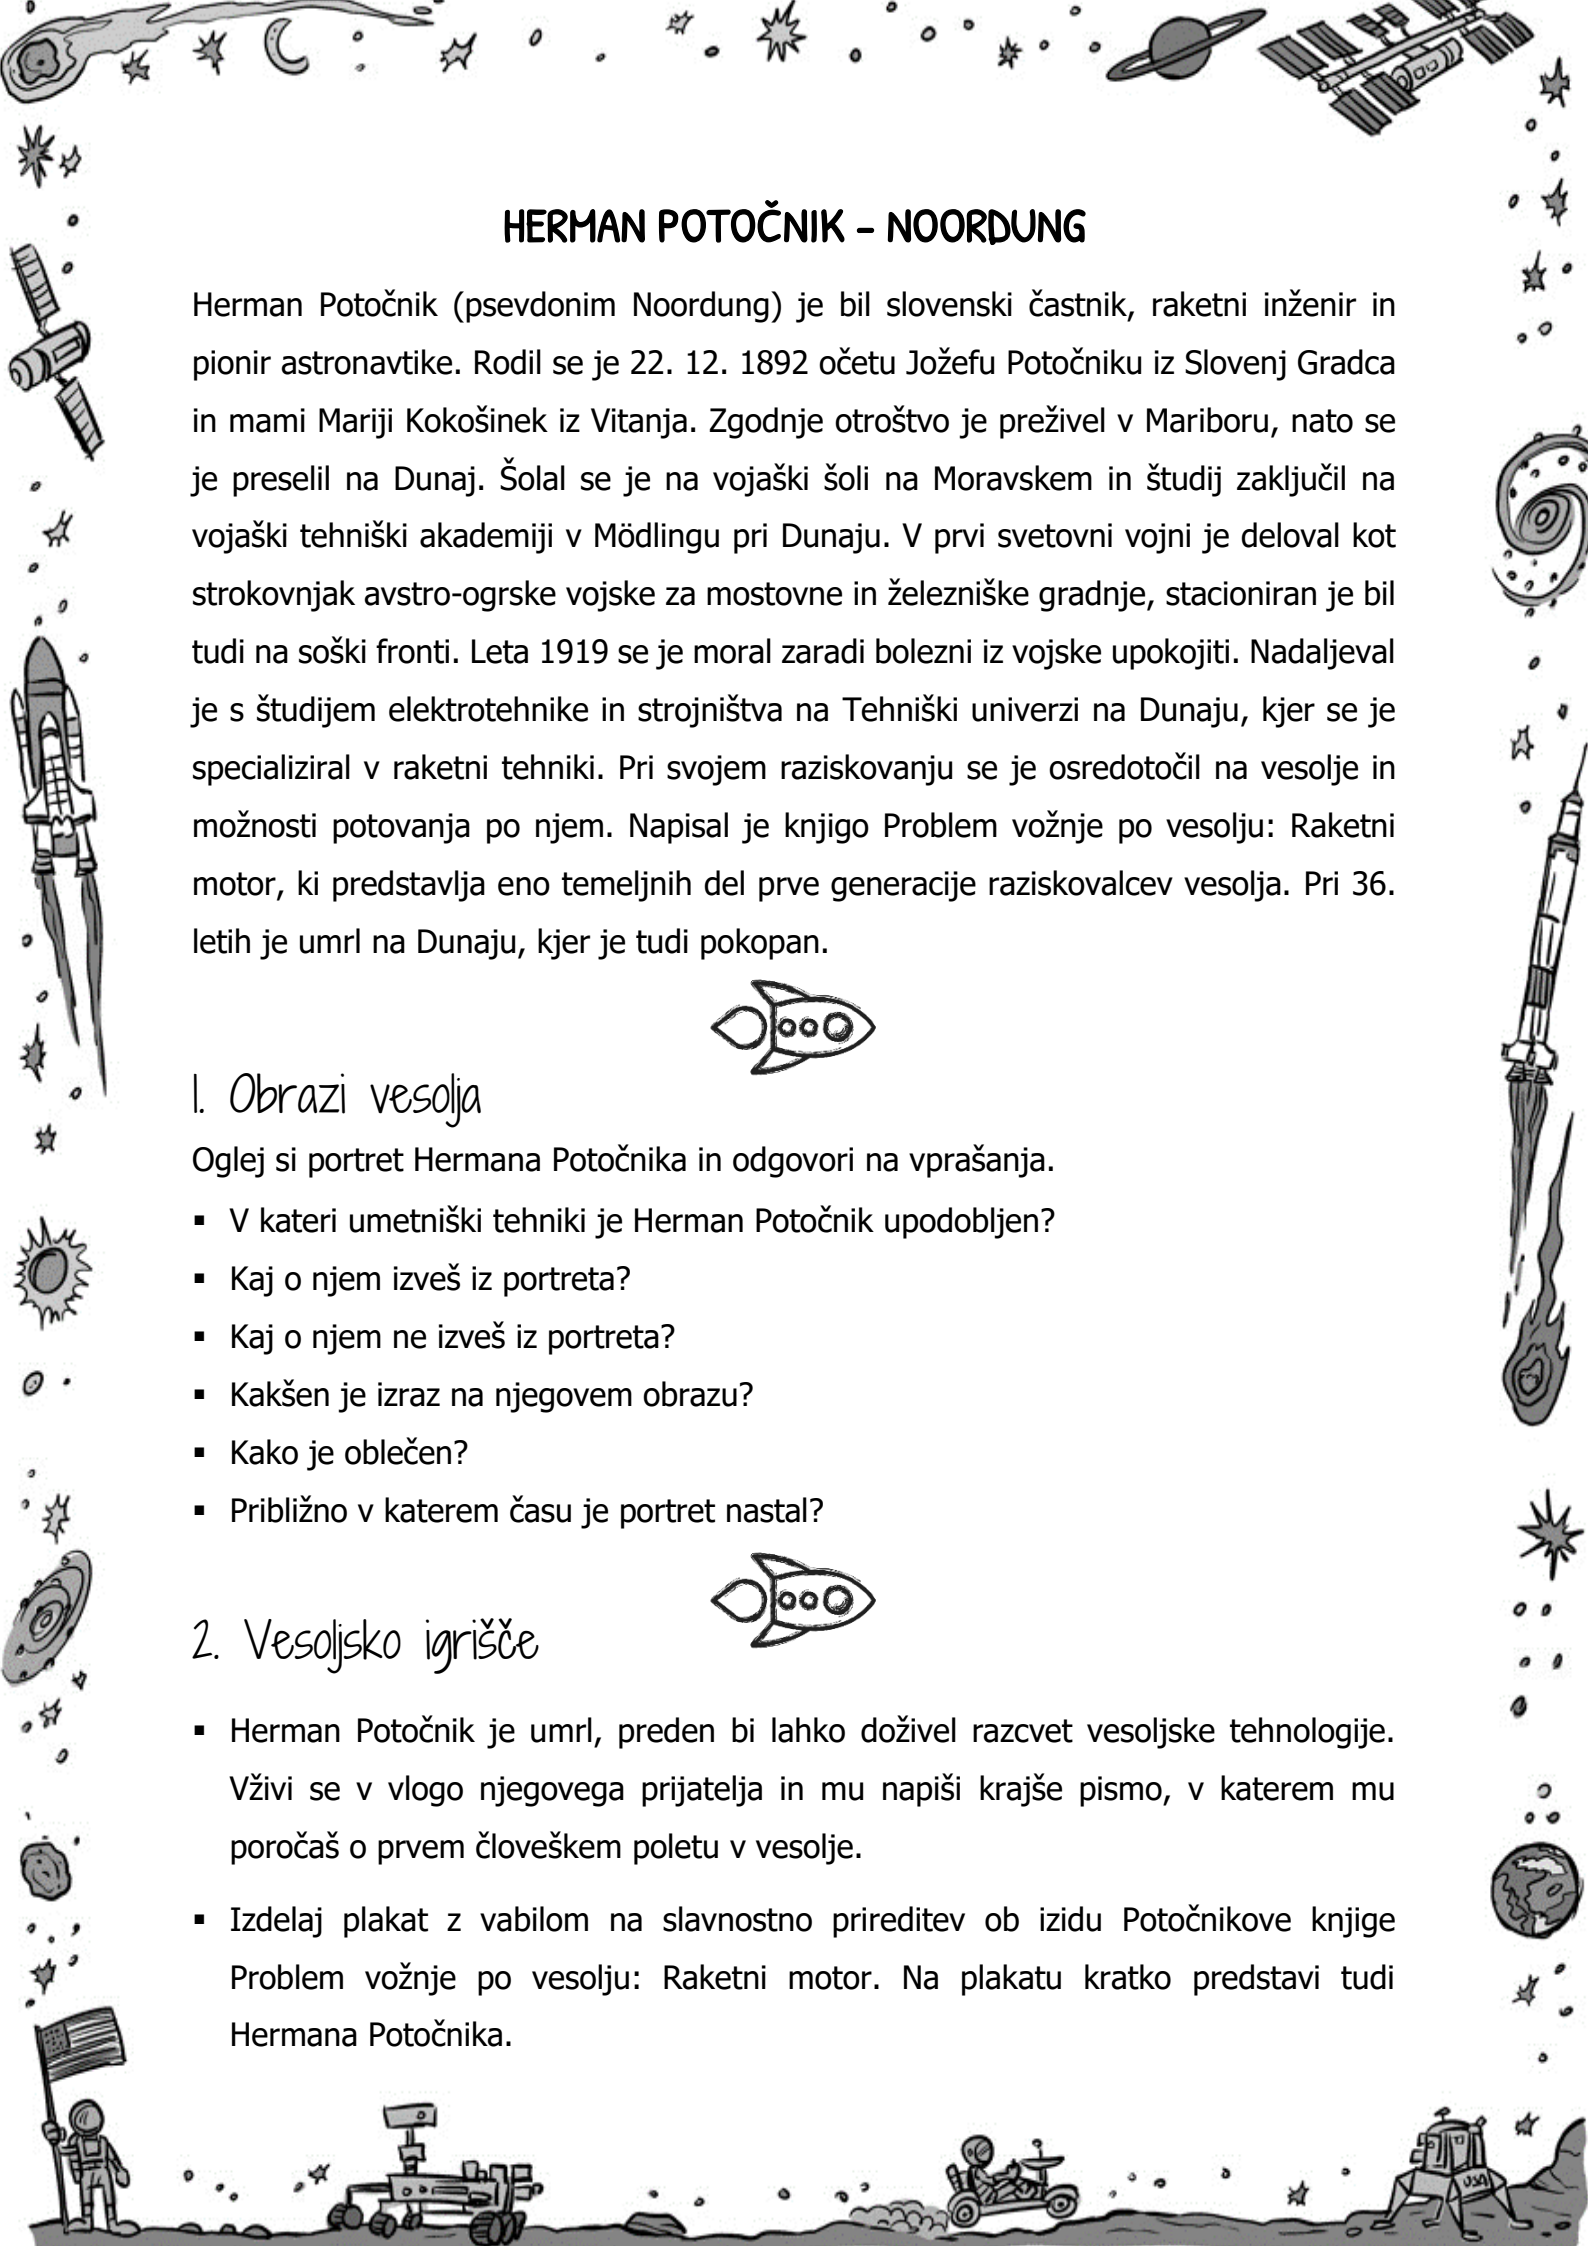 HERMAN POTOČNIK – NOORDUNG
Herman Potočnik (psevdonim Noordung) je bil slovenski častnik, raketni inženir in
pionir astronavtike. Rodil se je 22. 12. 1892 očetu Jožefu Potočniku iz Slovenj Gradca
in mami Mariji Kokošinek iz Vitanja. Zgodnje otroštvo je preživel v Mariboru, nato se
je preselil na Dunaj. Šolal se je na vojaški šoli na Moravskem in študij zaključil na
vojaški tehniški akademiji v Mödlingu pri Dunaju. V prvi svetovni vojni je deloval kot
strokovnjak avstro-ogrske vojske za mostovne in železniške gradnje, stacioniran je bil
tudi na soški fronti. Leta 1919 se je moral zaradi bolezni iz vojske upokojiti. Nadaljeval
je s študijem elektrotehnike in strojništva na Tehniški univerzi na Dunaju, kjer se je
specializiral v raketni tehniki. Pri svojem raziskovanju se je osredotočil na vesolje in
možnosti potovanja po njem. Napisal je knjigo Problem vožnje po vesolju: Raketni
motor, ki predstavlja eno temeljnih del prve generacije raziskovalcev vesolja. Pri 36.
letih je umrl na Dunaju, kjer je tudi pokopan.
1. Obrazi vesolja
Oglej si portret Hermana Potočnika in odgovori na vprašanja.
▪ V kateri umetniški tehniki je Herman Potočnik upodobljen?
▪ Kaj o njem izveš iz portreta?
▪ Kaj o njem ne izveš iz portreta?
▪ Kakšen je izraz na njegovem obrazu?
▪ Kako je oblečen?
▪ Približno v katerem času je portret nastal?
2. Vesoljsko igrišče
▪ Herman Potočnik je umrl, preden bi lahko doživel razcvet vesoljske tehnologije.
Vživi se v vlogo njegovega prijatelja in mu napiši krajše pismo, v katerem mu
poročaš o prvem človeškem poletu v vesolje.
▪ Izdelaj plakat z vabilom na slavnostno prireditev ob izidu Potočnikove knjige
Problem vožnje po vesolju: Raketni motor. Na plakatu kratko predstavi tudi
Hermana Potočnika.
USA